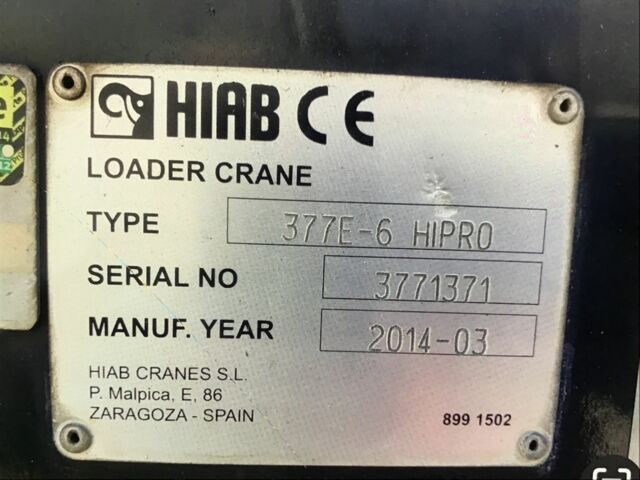 HIAB CE
LOADER CRANE
TYPE 377E-6 HIPRO
SERIAL NO 3771371
MANUF. YEAR 2014-03
HIAB CRANES S.L.
P. Malpica, E, 86
ZARAGOZA - SPAIN
899 1502